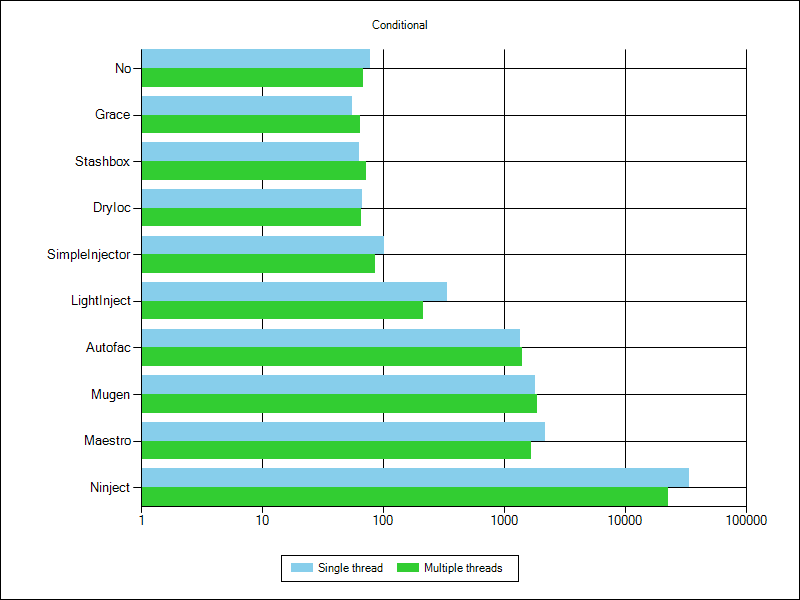 Conditional
No
Grace
Stashbox
DryIoc
SimpleInjector
LightInject
Autofac
Mugen
Maestro
Ninject
1 10 100 1000 10000 100000
Single thread Multiple threads